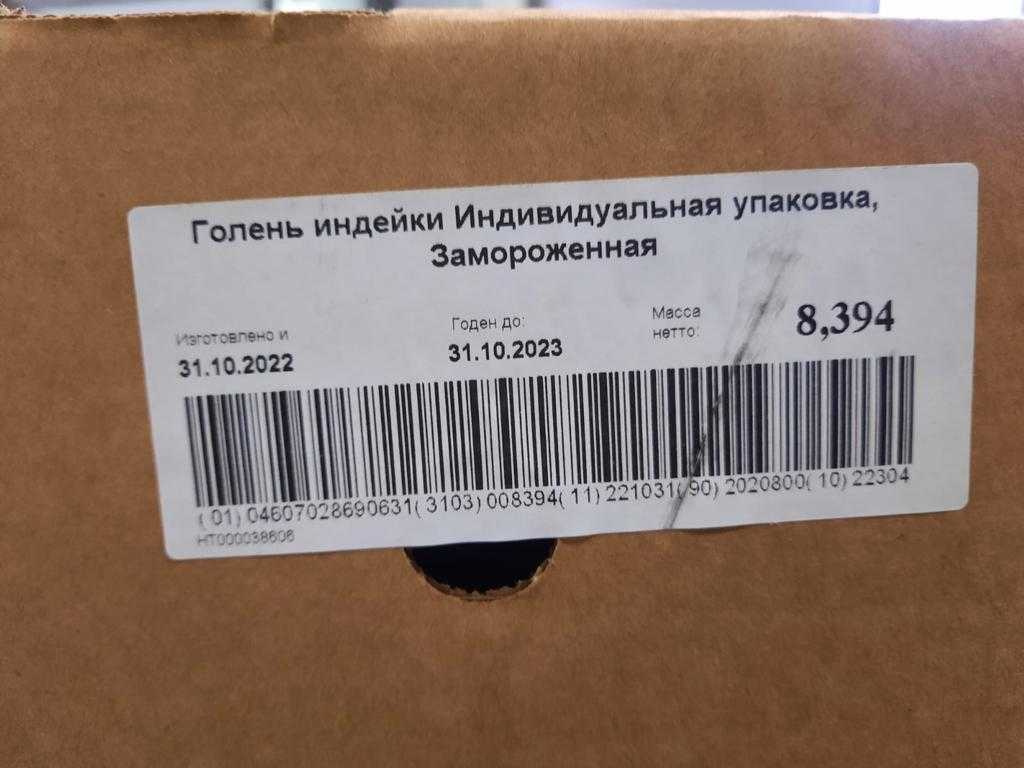 Голень индейки Индивидуальная упаковка,
Замороженная
Изготовлено и
31.10.2022
Годен до:
31.10.2023
Масса
нетто:
8,394
( 01) 04607028690631( 3103) 008394( 11) 221031( 90) 2020800( 10) 22304
НТ000038606